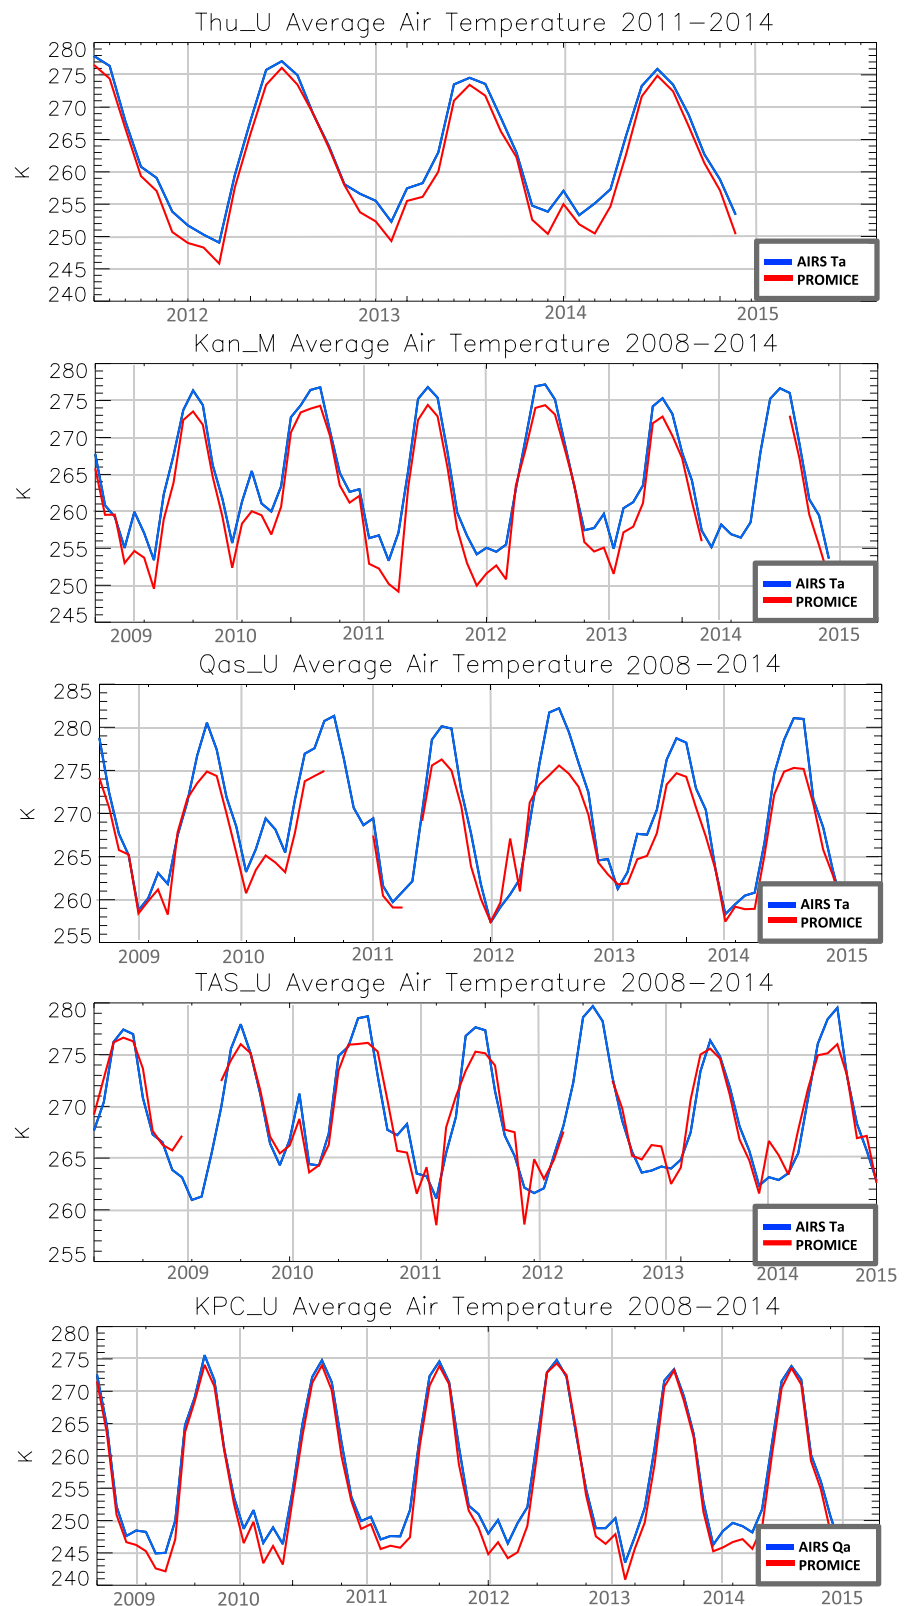 Thu_U Average Air Temperature 2011-2014
280
275
270
265
260
255
250
245
240
K
AIRS Ta
PROMICE
2012 2013 2014 2015
Kan_M Average Air Temperature 2008-2014
280
275
270
265
260
255
250
245
K
AIRS Ta
PROMICE
2009 2010 2011 2012 2013 2014 2015
Qas_U Average Air Temperature 2008-2014
285
280
275
270
265
260
255
K
AIRS Ta
PROMICE
2009 2010 2011 2012 2013 2014 2015
TAS_U Average Air Temperature 2008-2014
280
275
270
265
260
255
K
AIRS Ta
PROMICE
2009 2010 2011 2012 2013 2014 2015
KPC_U Average Air Temperature 2008-2014
280
275
270
265
260
255
250
245
240
K
AIRS Qa
PROMICE
2009 2010 2011 2012 2013 2014 2015